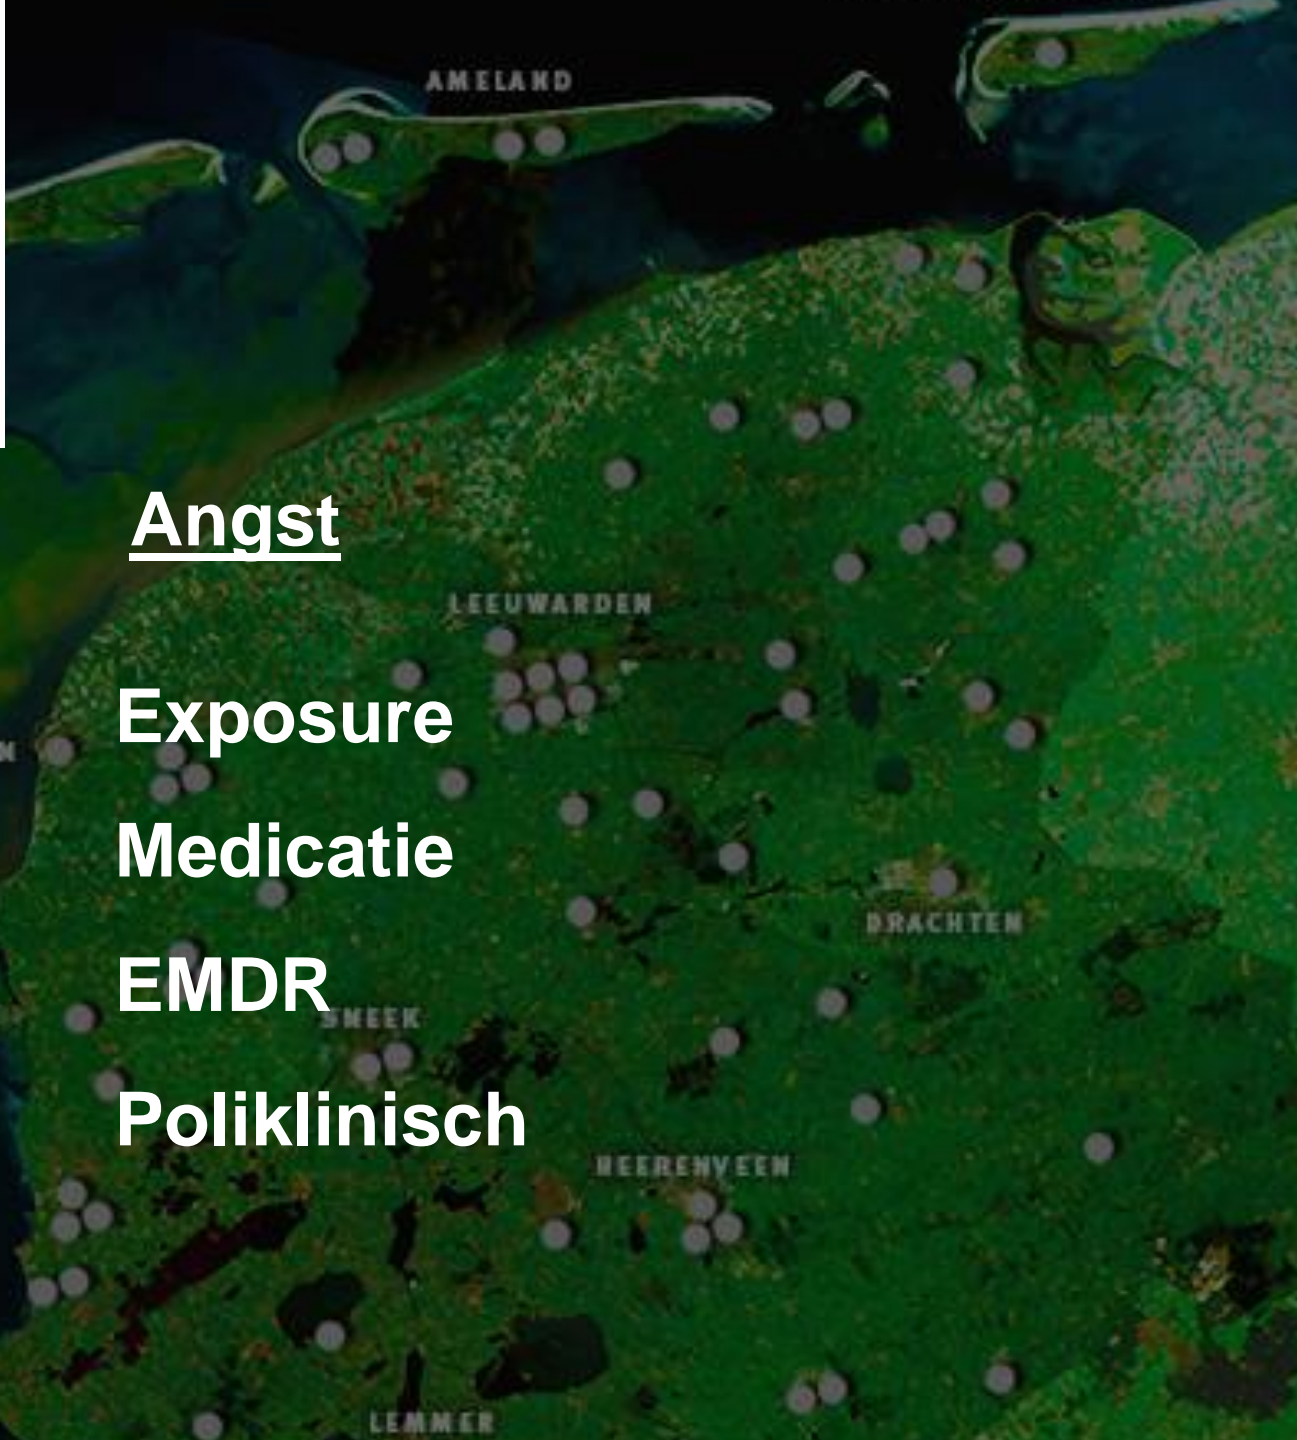 AMELAND
Angst
LEEUWARDEN
Exposure
Medicatie
DRACHTEN
EMDR
SNEEK
Poliklinisch
HEERENVEEN
LEMMER